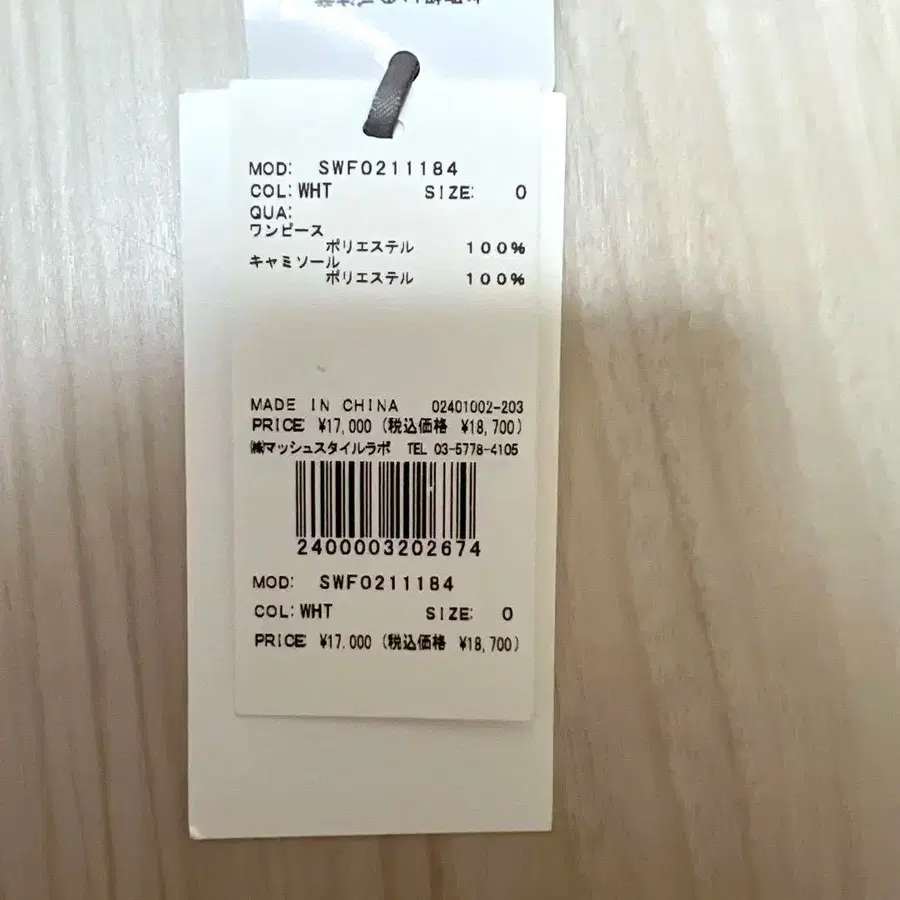 MOD: SWF0211184
COL: WHT SIZE: 0
QUA:
ワンピース
ポリエステル 100%
キャミソール
ポリエステル 100%
MADE IN CHINA 02401002-203
PRICE ¥17,000 (税込価格 ¥18,700)
㈱マッシュスタイルラボ TEL 03-5778-4105
2400003202674
MOD: SWF0211184
COL: WHT SIZE: 0
PRICE ¥17,000 (税込価格 ¥18,700)